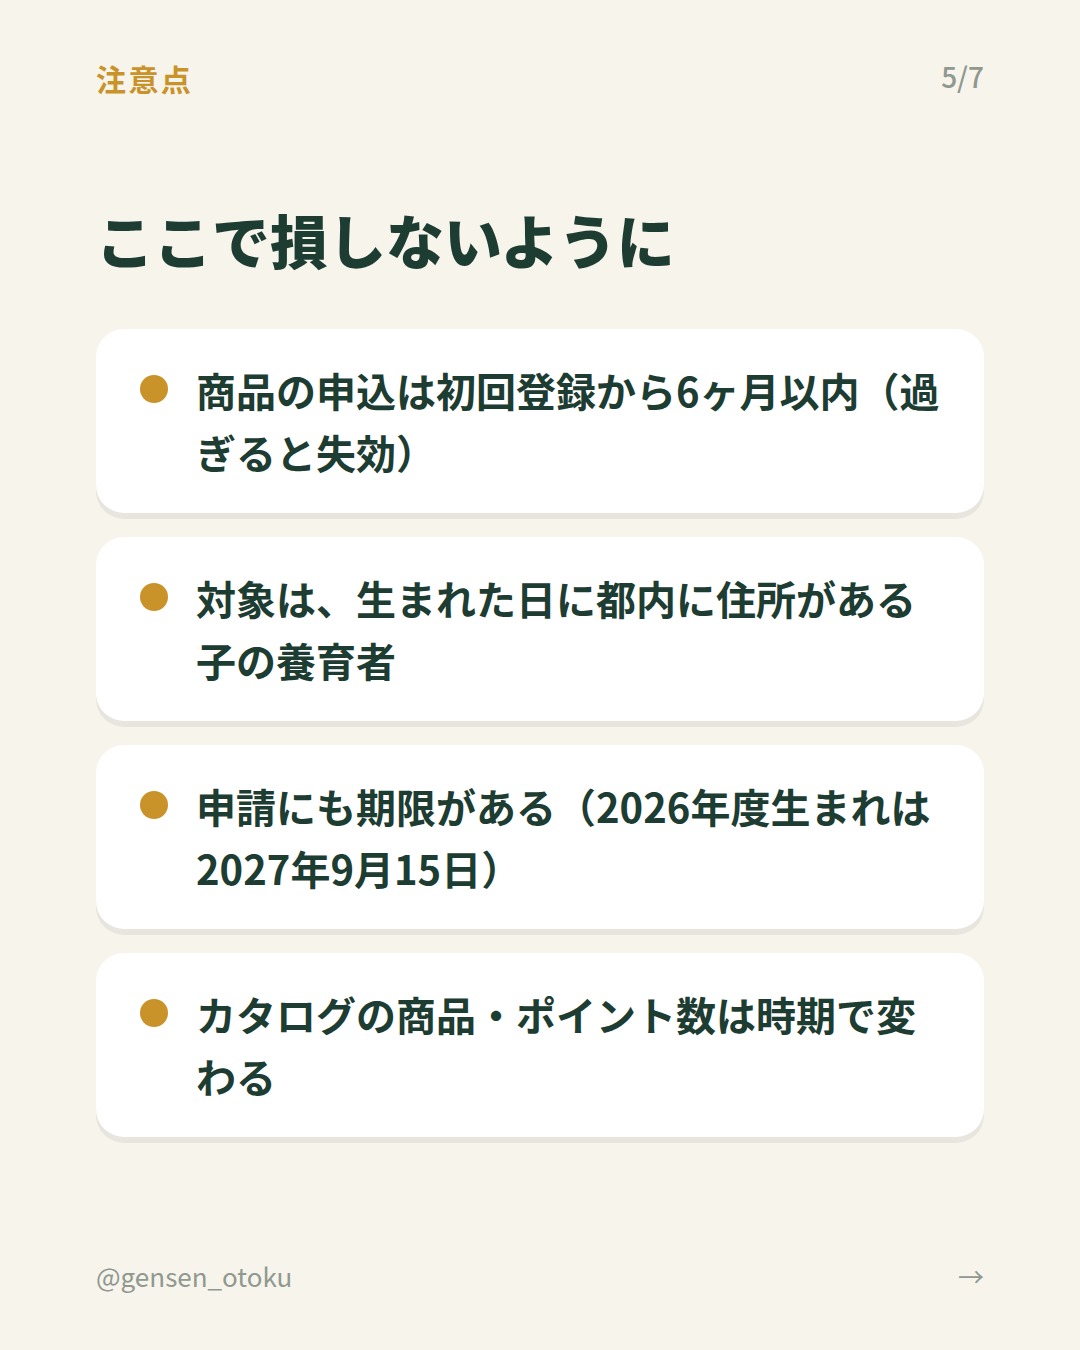 注意点
5/7
ここで損しないように
商品の申込は初回登録から6ヶ月以内（過
ぎると失効）
対象は、生まれた日に都内に住所がある
子の養育者
申請にも期限がある（2026年度生まれは
2027年9月15日）
カタログの商品・ポイント数は時期で変
わる
@gensen_otoku
→